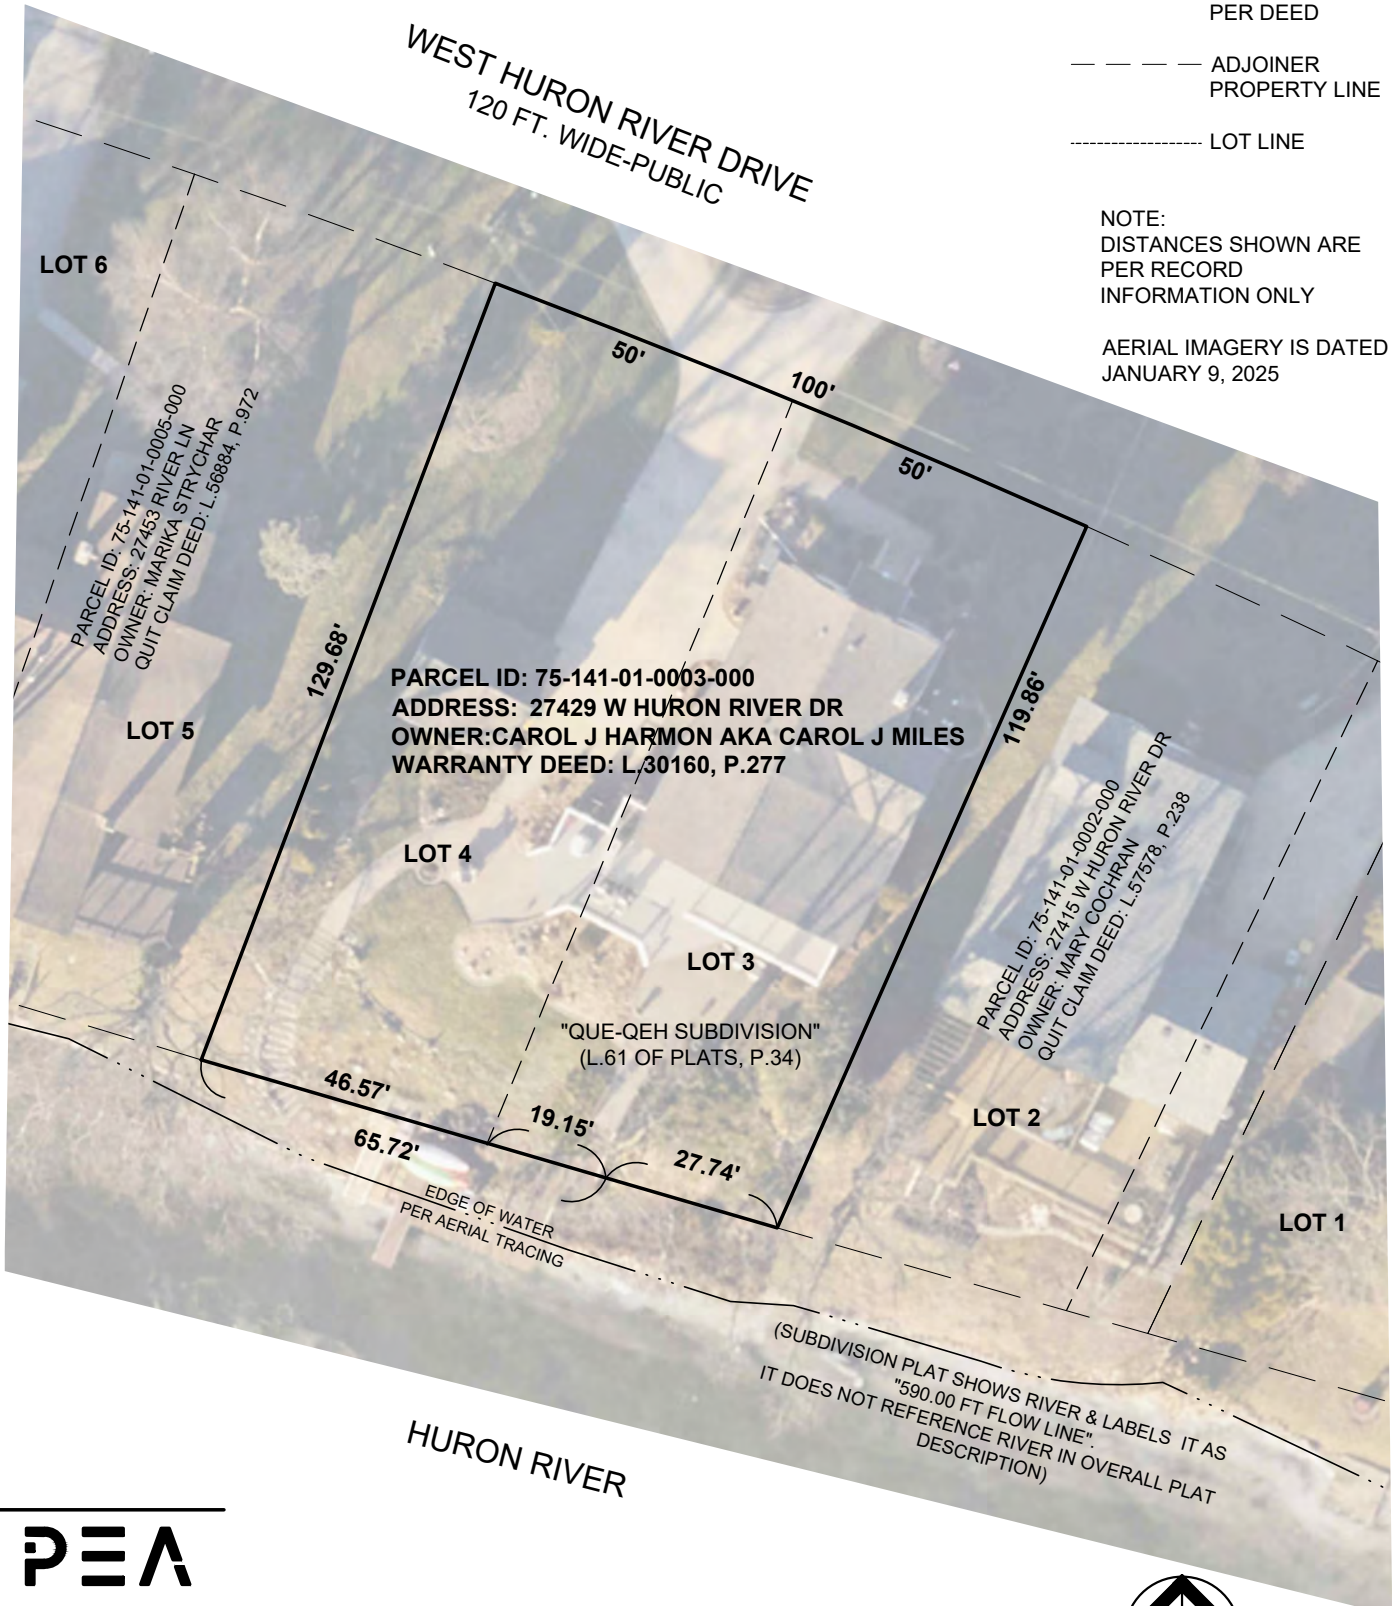 PER DEED
ADJOINER
PROPERTY LINE
LOT LINE
NOTE:
DISTANCES SHOWN ARE
PER RECORD
INFORMATION ONLY
AERIAL IMAGERY IS DATED
JANUARY 9, 2025
WEST HURON RIVER DRIVE
120 FT. WIDE-PUBLIC
LOT 6
50'
100'
50'
PARCEL ID: 75-141-01-0005-000
ADDRESS: 27453 RIVER LN
OWNER: MARIKA STRYCHAR
QUIT CLAIM DEED: L.56884, P.972
129.68'
119.86'
PARCEL ID: 75-141-01-0003-000
ADDRESS: 27429 W HURON RIVER DR
OWNER:CAROL J HARMON AKA CAROL J MILES
WARRANTY DEED: L.30160, P.277
LOT 5
LOT 4
LOT 3
PARCEL ID: 75-141-01-0002-000
ADDRESS: 27415 W HURON RIVER DR
OWNER: MARY COCHRAN
QUIT CLAIM DEED: L.57578, P.238
"QUE-QEH SUBDIVISION"
(L.61 OF PLATS, P.34)
46.57'
19.15'
65.72'
27.74'
LOT 2
LOT 1
EDGE OF WATER
PER AERIAL TRACING
(SUBDIVISION PLAT SHOWS RIVER & LABELS IT AS
"590.00 FT FLOW LINE".
IT DOES NOT REFERENCE RIVER IN OVERALL PLAT
DESCRIPTION)
HURON RIVER
PEA